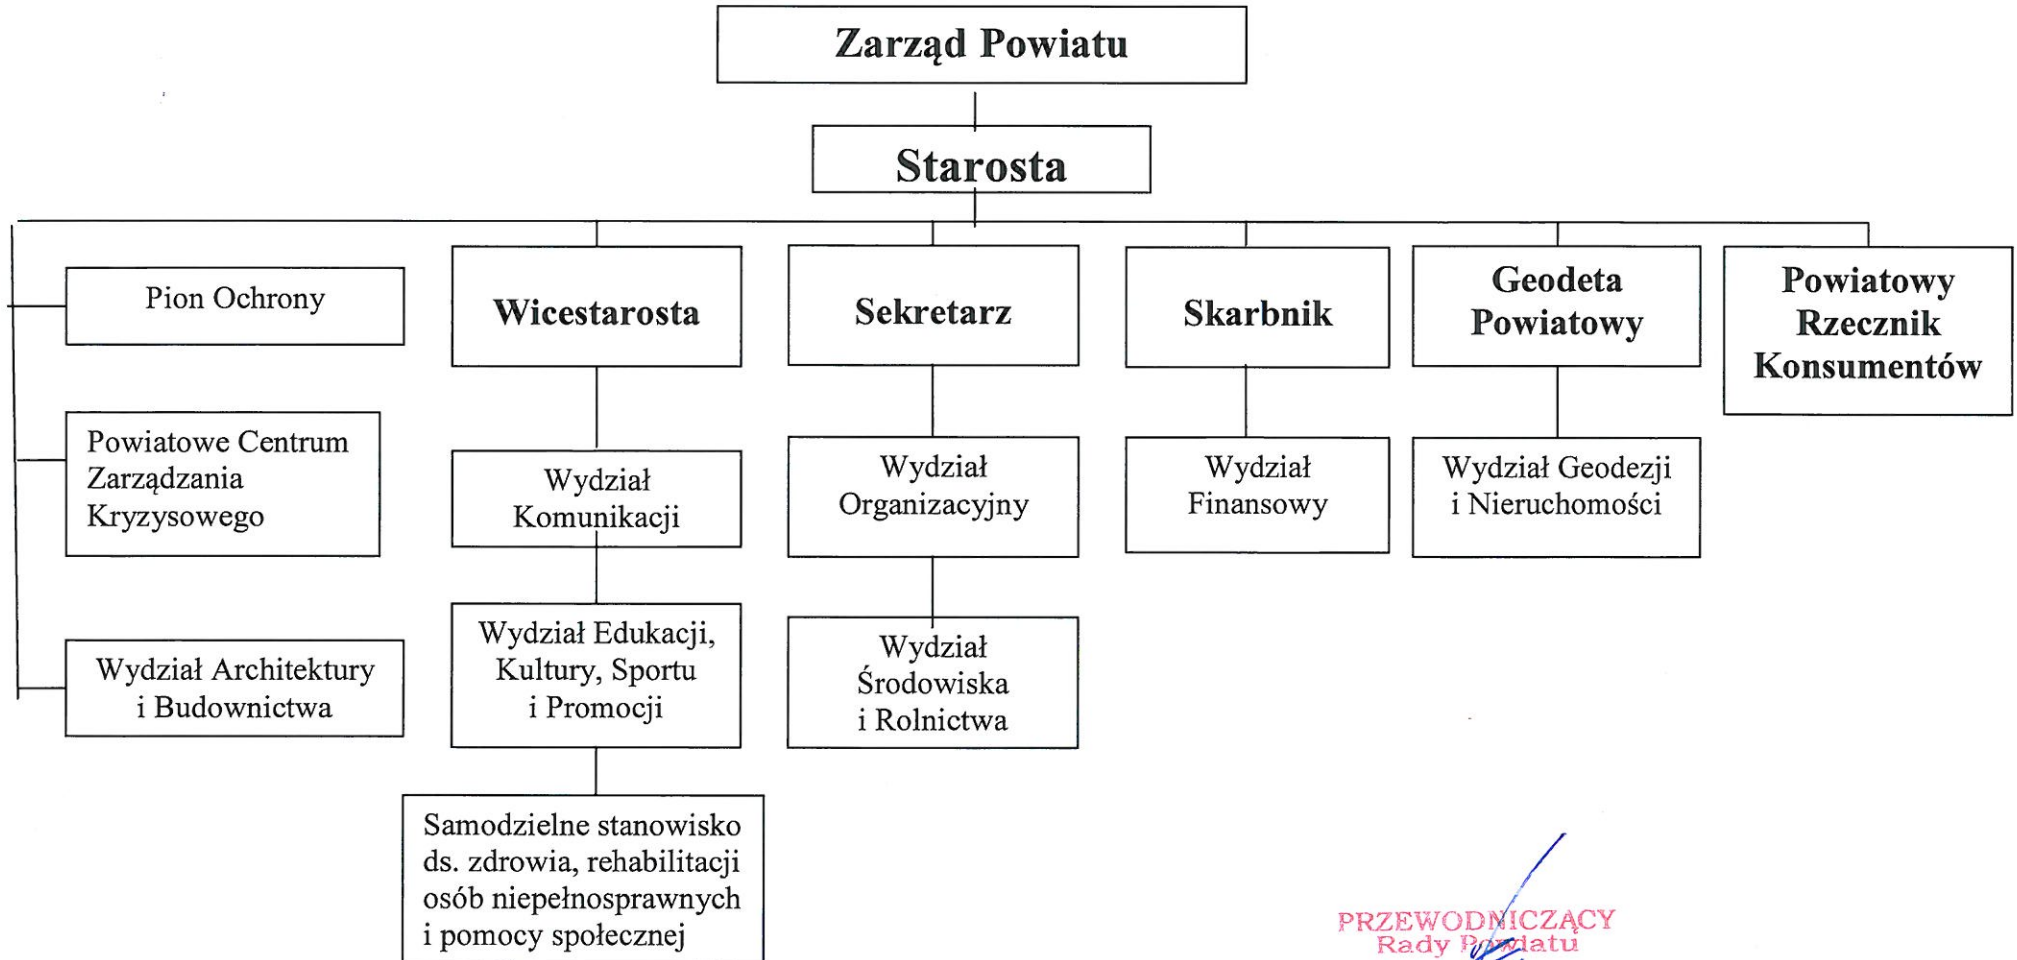 Zarząd Powiatu
Starosta
Pion Ochrony
Powiatowe Centrum
Zarządzania
Kryzysowego
Wydział Architektury
i Budownictwa
Wicestarosta
Wydział
Komunikacji
Wydział Edukacji,
Kultury, Sportu
i Promocji
Samodzielne stanowisko
ds. zdrowia, rehabilitacji
osób niepełnosprawnych
i pomocy społecznej
Sekretarz
Wydział
Organizacyjny
Wydział
Środowiska
i Rolnictwa
Skarbnik
Wydział
Finansowy
Geodeta
Powiatowy
Wydział Geodezji
i Nieruchomości
Powiatowy
Rzecznik
Konsumentów
PRZEWODNICZĄCY
Rady Powiatu